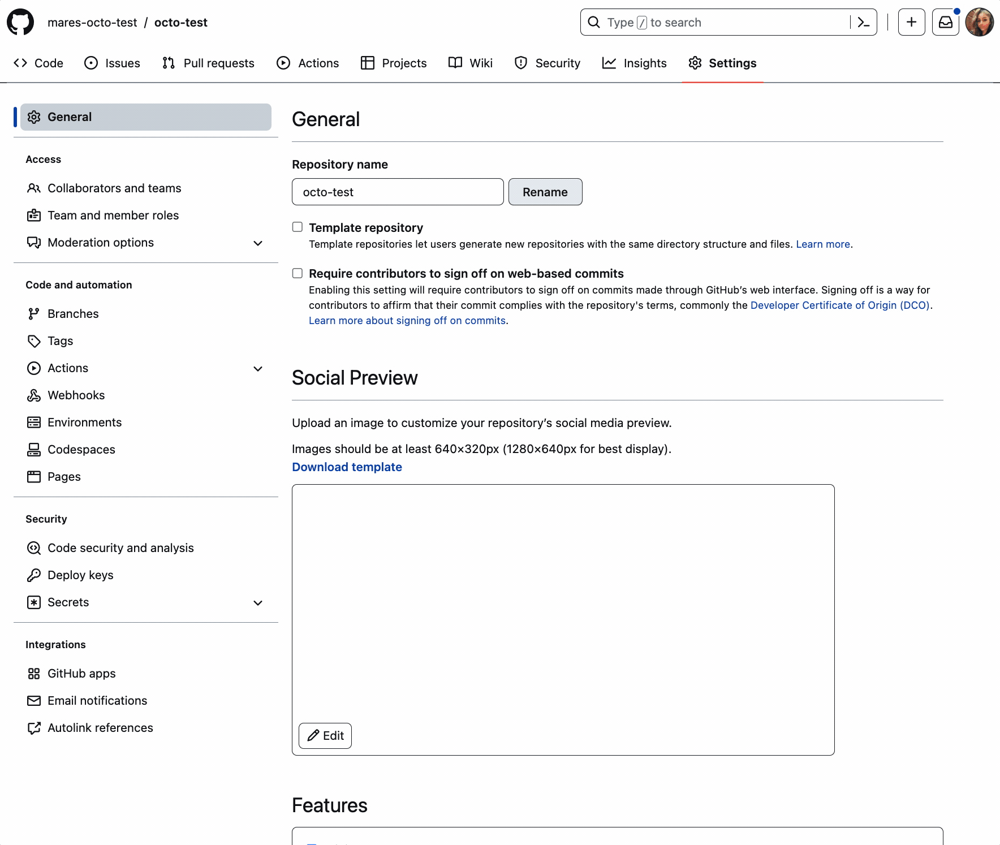 mares-octo-test / octo-test
Type / to search
Code Issues Pull requests Actions Projects Wiki Security Insights Settings
General
Access
Collaborators and teams
Team and member roles
Moderation options
Code and automation
Branches
Tags
Actions
Webhooks
Environments
Codespaces
Pages
Security
Code security and analysis
Deploy keys
Secrets
Integrations
GitHub apps
Email notifications
Autolink references
General
Repository name
octo-test Rename
Template repository
Template repositories let users generate new repositories with the same directory structure and files. Learn more.
Require contributors to sign off on web-based commits
Enabling this setting will require contributors to sign off on commits made through GitHub’s web interface. Signing off is a way for
contributors to affirm that their commit complies with the repository's terms, commonly the Developer Certificate of Origin (DCO).
Learn more about signing off on commits.
Social Preview
Upload an image to customize your repository’s social media preview.
Images should be at least 640×320px (1280×640px for best display).
Download template
Edit
Features